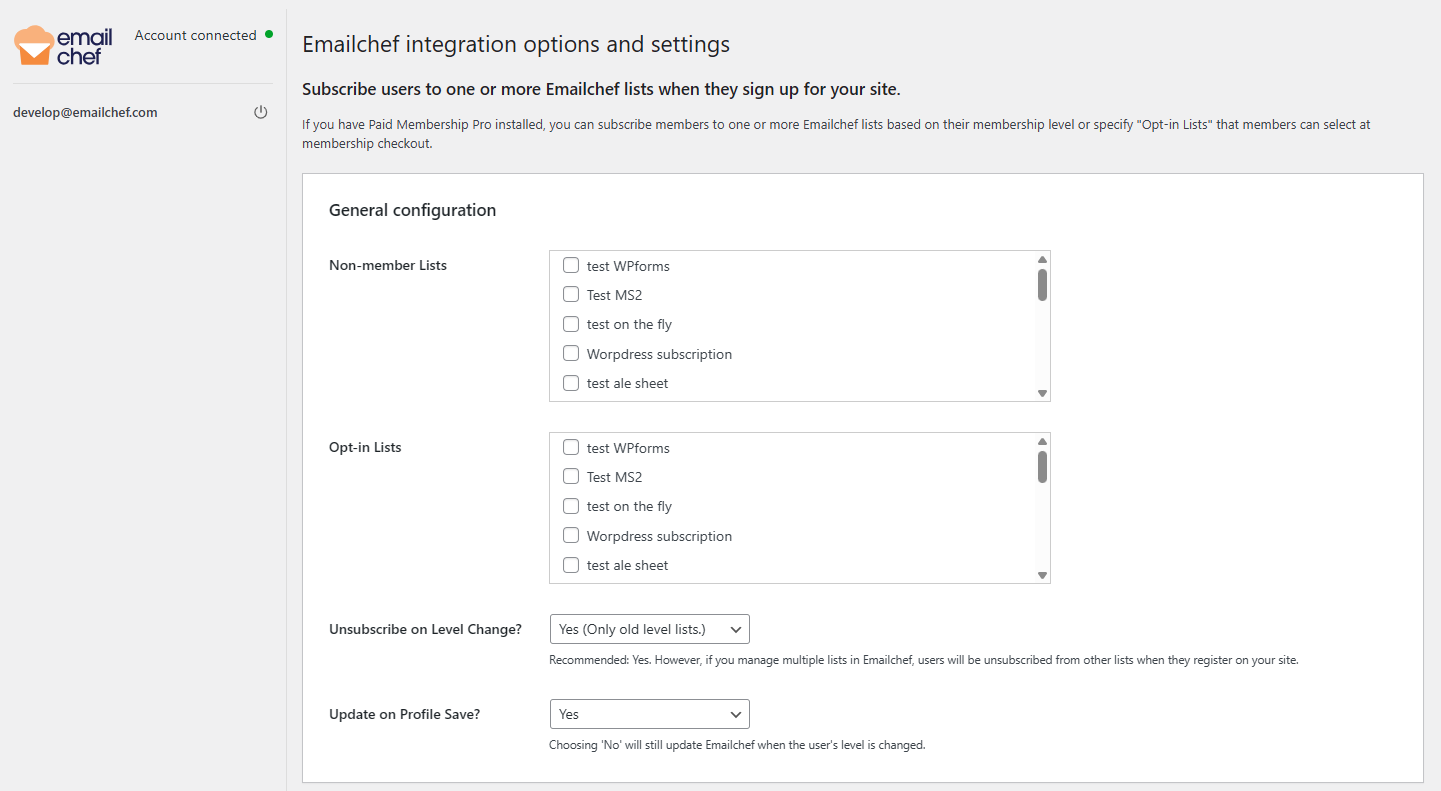 email
chef
Account connected
develop@emailchef.com
Emailchef integration options and settings
Subscribe users to one or more Emailchef lists when they sign up for your site.
If you have Paid Membership Pro installed, you can subscribe members to one or more Emailchef lists based on their membership level or specify "Opt-in Lists" that members can select at
membership checkout.
General configuration
Non-member Lists
test WPforms
Test MS2
test on the fly
Worpdress subscription
test ale sheet
Opt-in Lists
test WPforms
Test MS2
test on the fly
Worpdress subscription
test ale sheet
Unsubscribe on Level Change?
Yes (Only old level lists.)
Recommended: Yes. However, if you manage multiple lists in Emailchef, users will be unsubscribed from other lists when they register on your site.
Update on Profile Save?
Yes
Choosing 'No' will still update Emailchef when the user's level is changed.